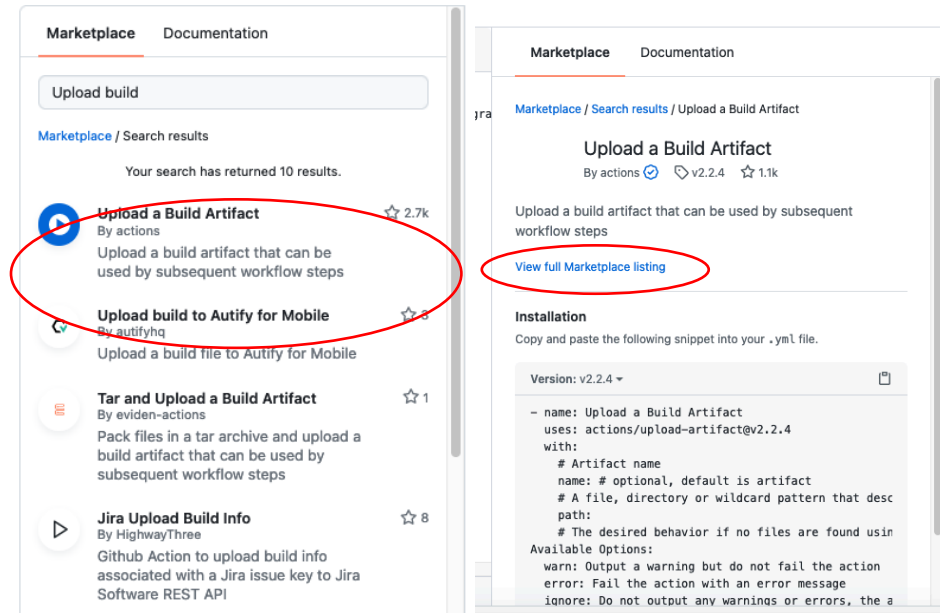 Marketplace Documentation
Upload build
Marketplace / Search results
Your search has returned 10 results.
Upload a Build Artifact 2.7k
By actions
Upload a build artifact that can be
used by subsequent workflow steps
Upload build to Autify for Mobile 3
By autifyhq
Upload a build file to Autify for Mobile
Tar and Upload a Build Artifact 1
By eviden-actions
Pack files in a tar archive and upload a
build artifact that can be used by
subsequent workflow steps
Jira Upload Build Info 8
By HighwayThree
Github Action to upload build info
associated with a Jira issue key to Jira
Software REST API
Marketplace Documentation
gra
Marketplace / Search results / Upload a Build Artifact
Upload a Build Artifact
By actions v2.2.4 1.1k
Upload a build artifact that can be used by subsequent
workflow steps
View full Marketplace listing
Installation
Copy and paste the following snippet into your .yml file.
Version: v2.2.4
- name: Upload a Build Artifact
uses: actions/upload-artifact@v2.2.4
with:
# Artifact name
name: # optional, default is artifact
# A file, directory or wildcard pattern that desc
path:
# The desired behavior if no files are found usin
Available Options:
warn: Output a warning but do not fail the action
error: Fail the action with an error message
ignore: Do not output any warnings or errors, the a